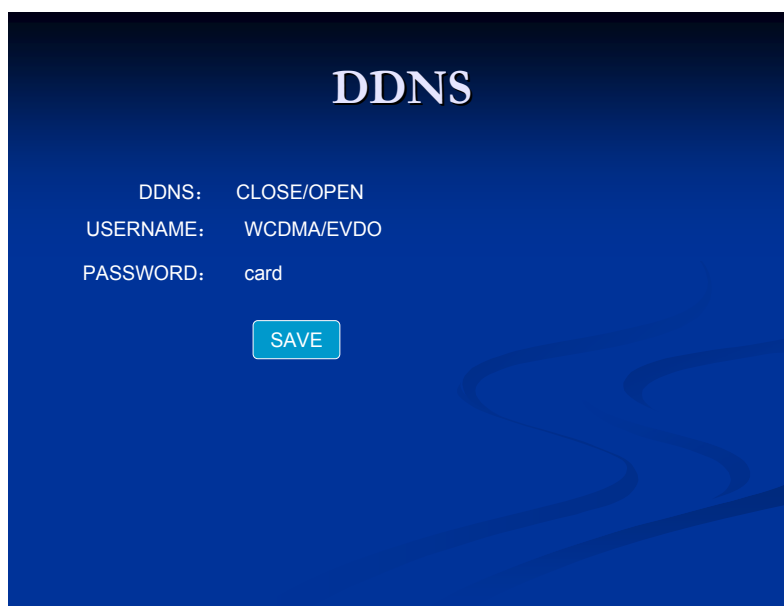 DDNS
DDNS： CLOSE/OPEN
USERNAME： WCDMA/EVDO
PASSWORD： card
SAVE